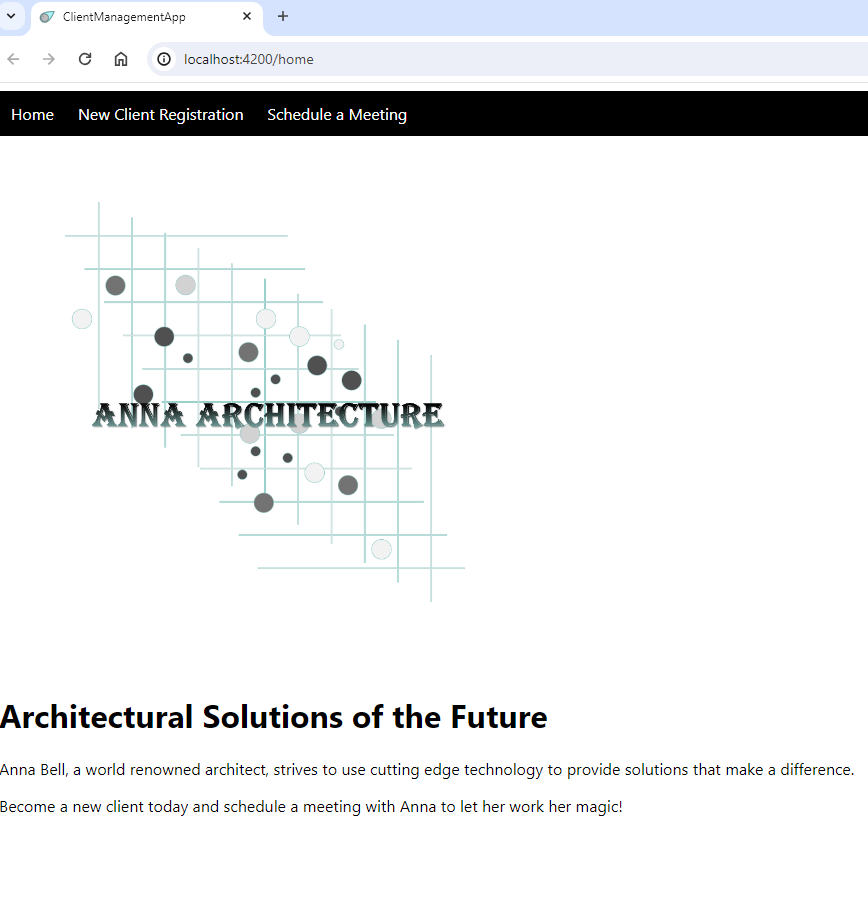 ClientManagementApp
localhost:4200/home
Home New Client Registration Schedule a Meeting
ANNA ARCHITECTURE
Architectural Solutions of the Future
Anna Bell, a world renowned architect, strives to use cutting edge technology to provide solutions that make a difference.
Become a new client today and schedule a meeting with Anna to let her work her magic!